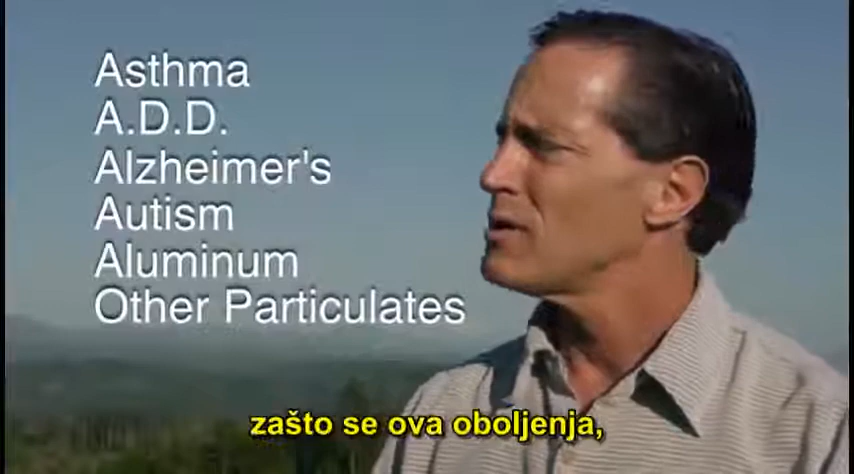 Asthma
A.D.D.
Alzheimer's
Autism
Aluminum
Other Particulates
zašto se ova oboljenja,